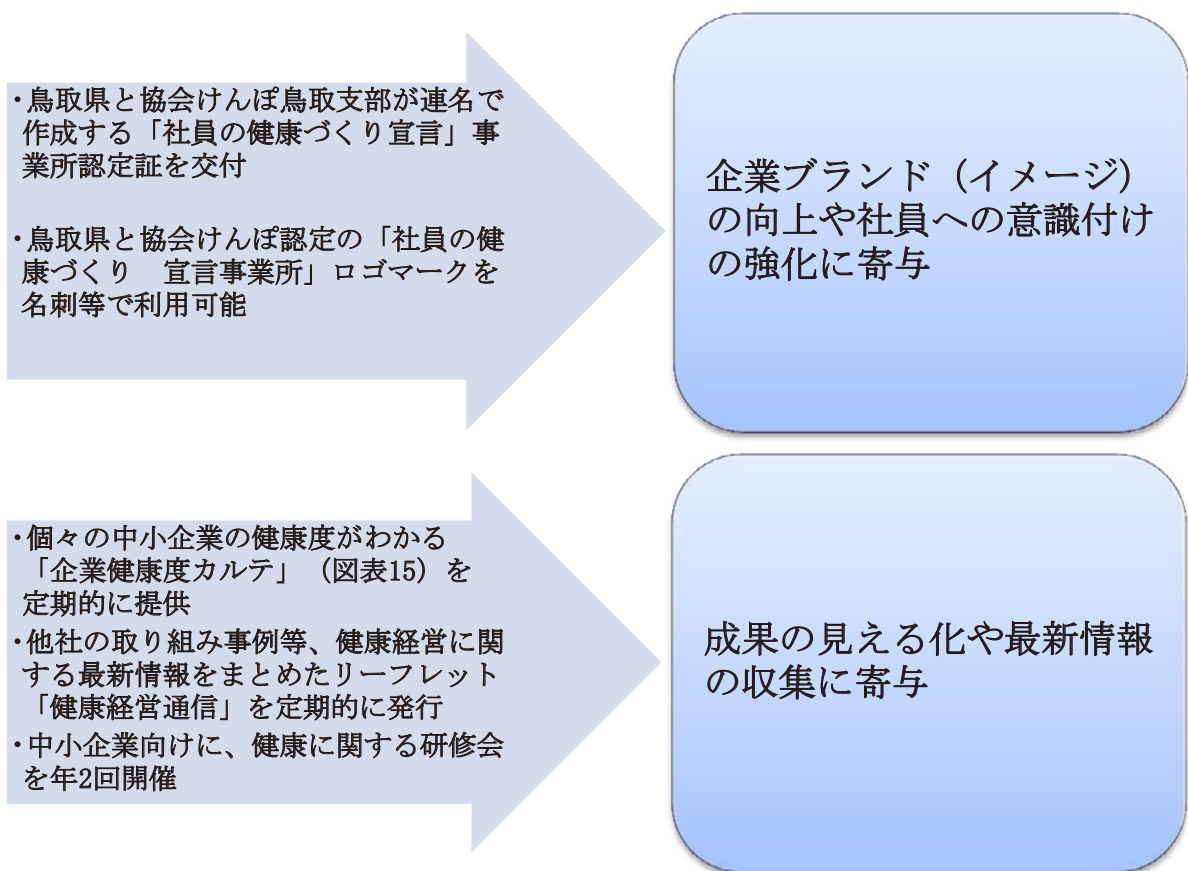 ・鳥取県と協会けんぽ鳥取支部が連名で
作成する「社員の健康づくり宣言」事
業所認定証を交付
・鳥取県と協会けんぽ認定の「社員の健
康づくり　宣言事業所」ロゴマークを
名刺等で利用可能
企業ブランド（イメージ）
の向上や社員への意識付け
の強化に寄与
・個々の中小企業の健康度がわかる
「企業健康度カルテ」（図表15）を
定期的に提供
・他社の取り組み事例等、健康経営に関
する最新情報をまとめたリーフレット
「健康経営通信」を定期的に発行
・中小企業向けに、健康に関する研修会
を年2回開催
成果の見える化や最新情報
の収集に寄与